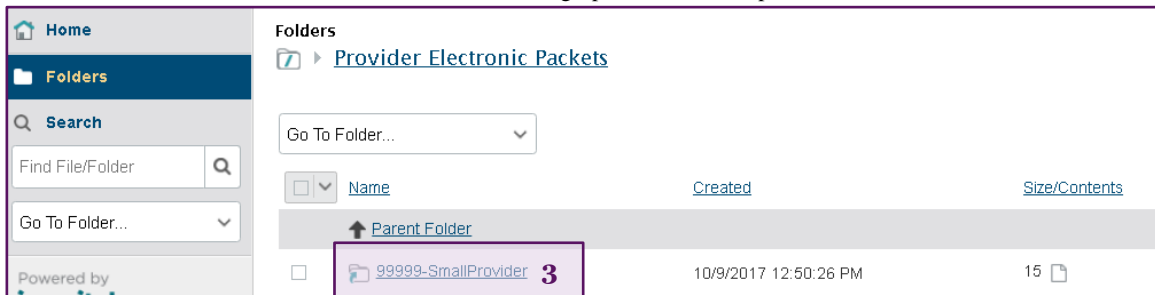 Home
Folders
Search
Find File/Folder
Go To Folder...
Powered by
Folders
Provider Electronic Packets
Go To Folder...
Name Created Size/Contents
Parent Folder
99999-SmallProvider 3 10/9/2017 12:50:26 PM 15